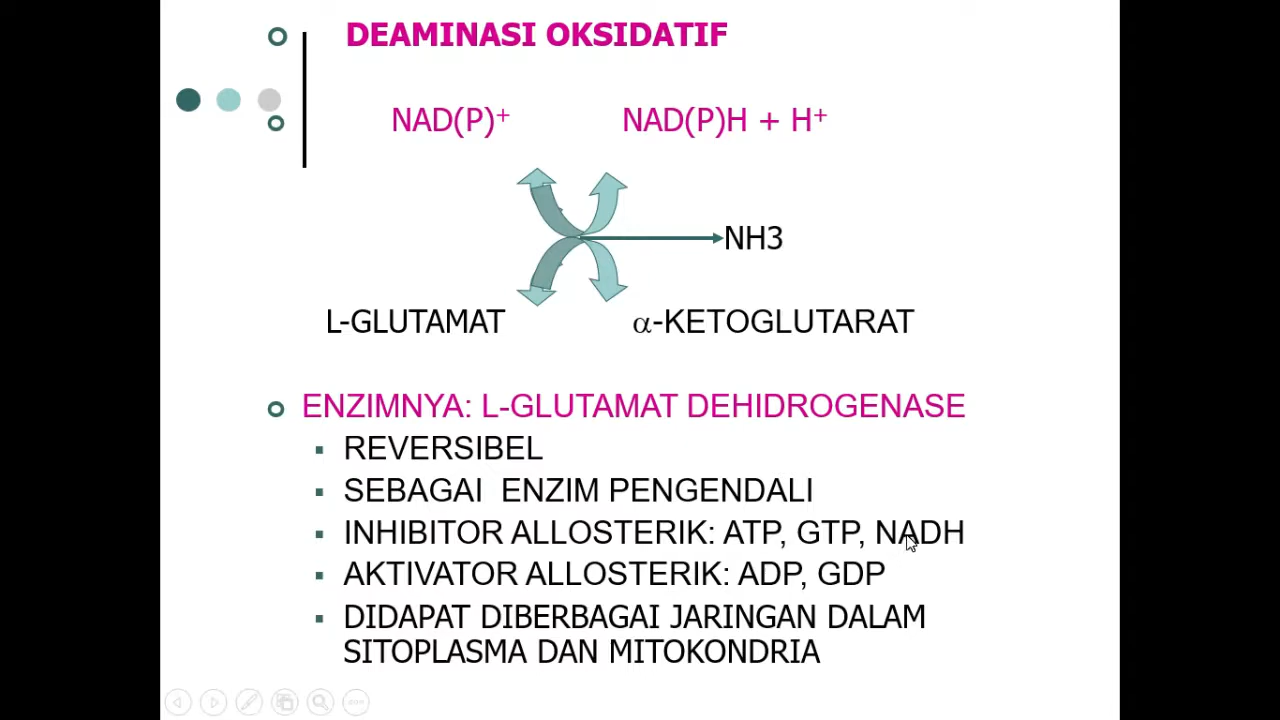 DEAMINASI OKSIDATIF
NAD(P)⁺ NAD(P)H + H⁺
NH3
L-GLUTAMAT α-KETOGLUTARAT
ENZIMNYA: L-GLUTAMAT DEHIDROGENASE
REVERSIBEL
SEBAGAI ENZIM PENGENDALI
INHIBITOR ALLOSTERIK: ATP, GTP, NADH
AKTIVATOR ALLOSTERIK: ADP, GDP
DIDAPAT DIBERBAGAI JARINGAN DALAM
SITOPLASMA DAN MITOKONDRIA